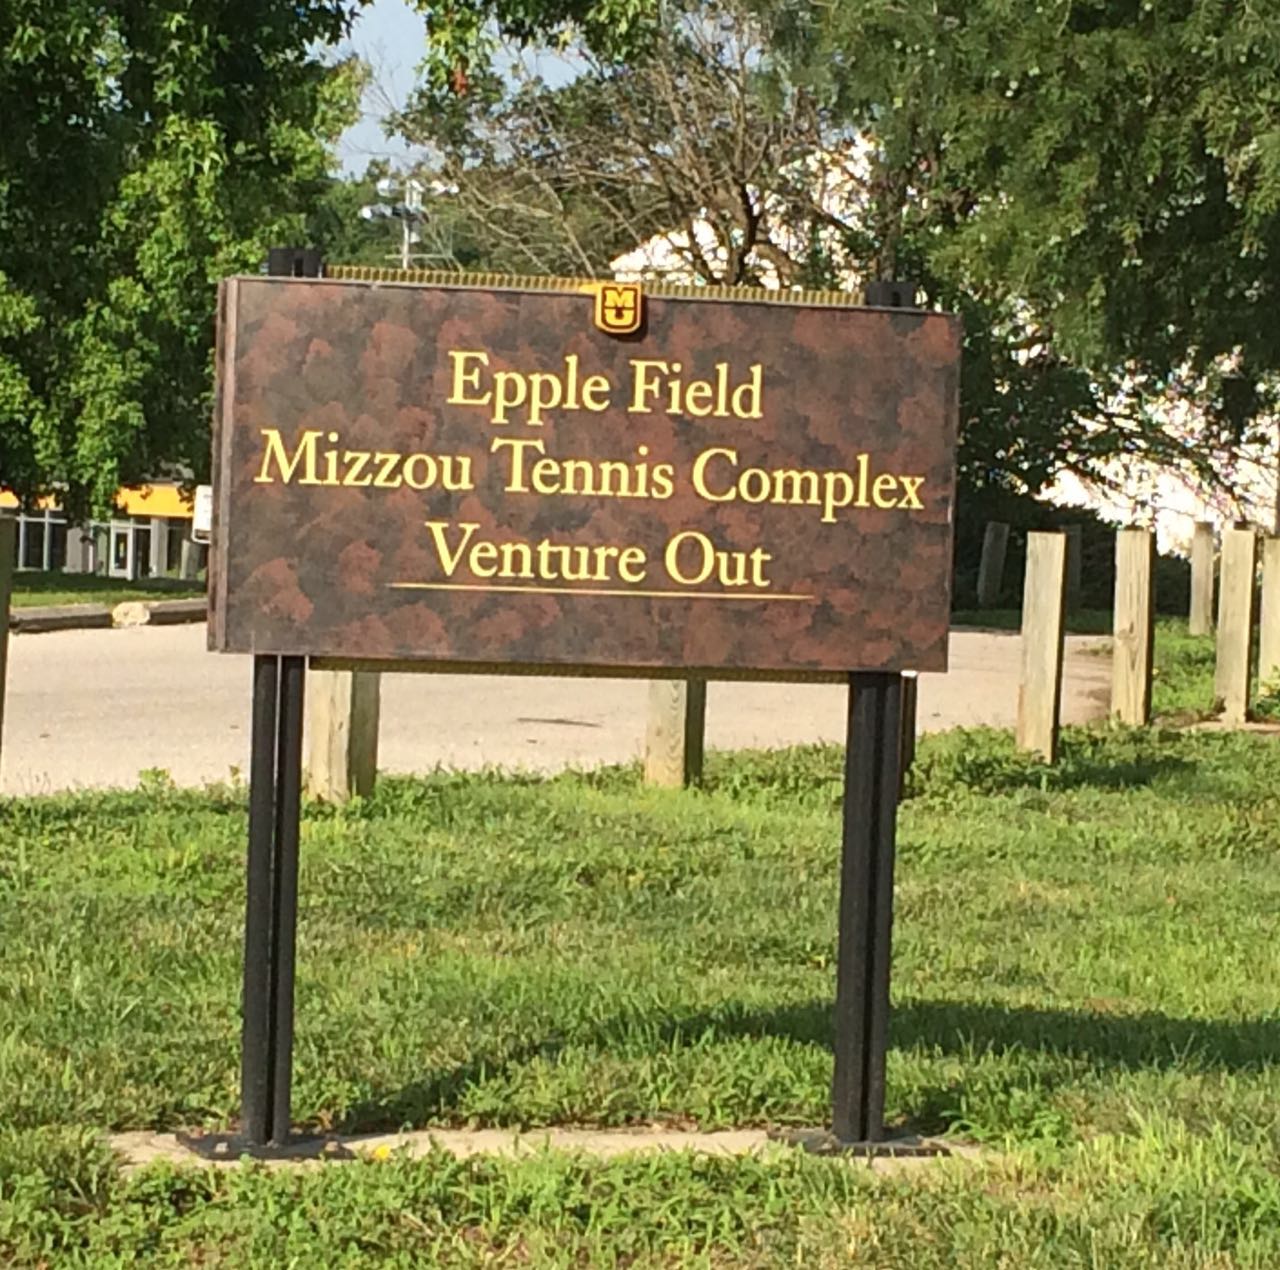 MU
Epple Field
Mizzou Tennis Complex
Venture Out